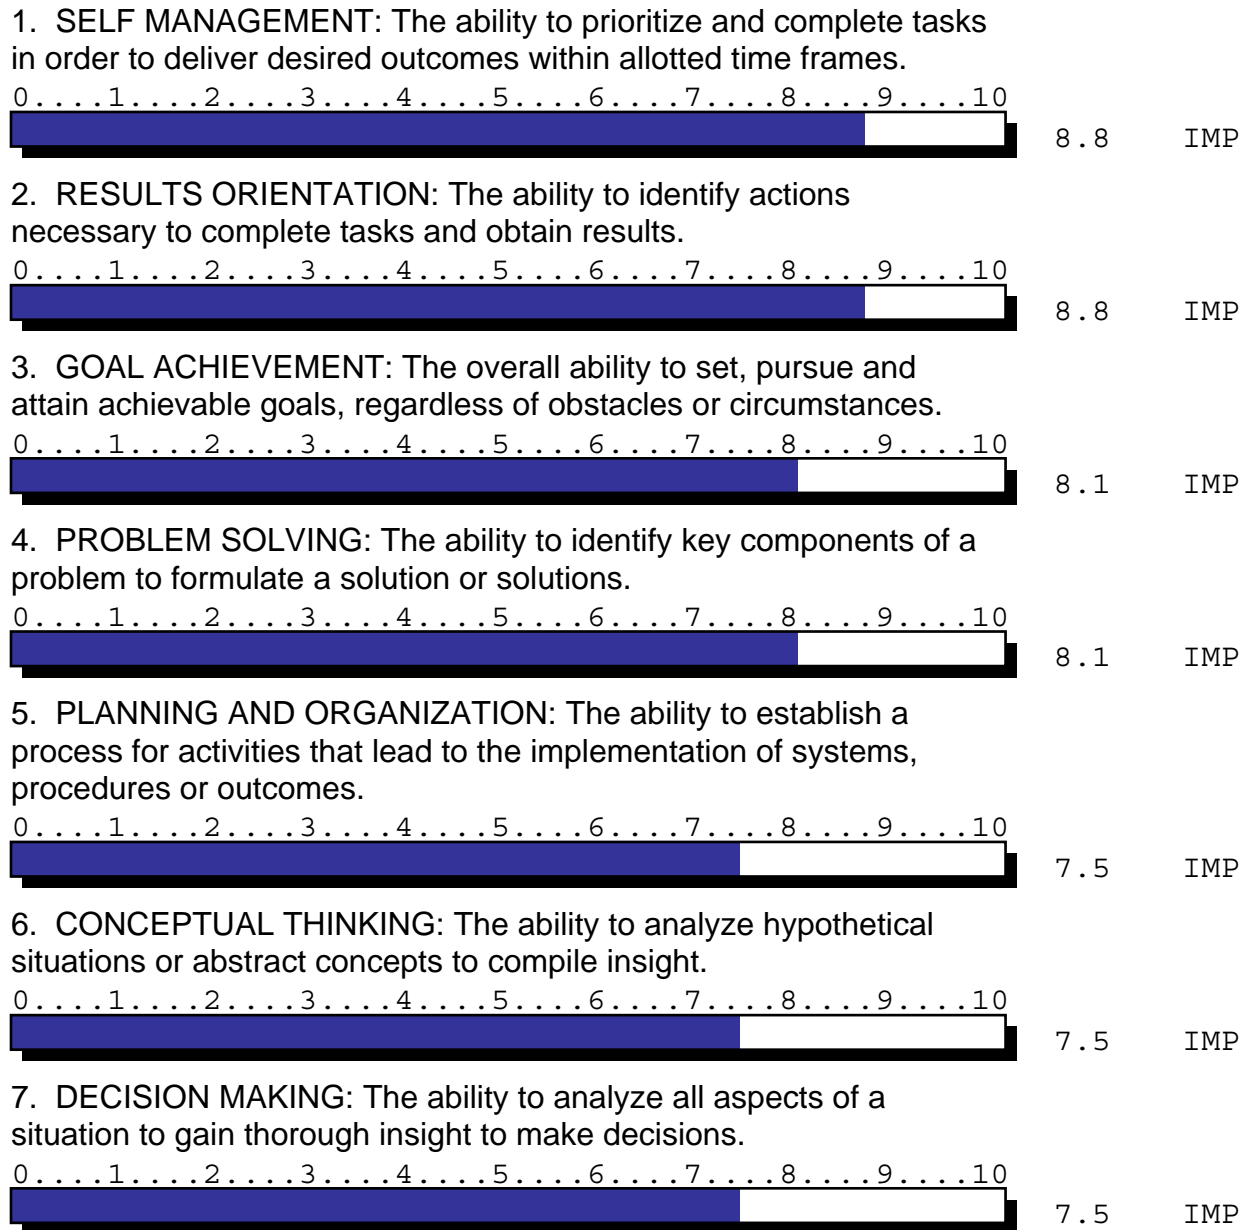 1.  SELF MANAGEMENT: The ability to prioritize and complete tasks
in order to deliver desired outcomes within allotted time frames.
0....1....2....3....4....5....6....7....8....9....10
8.8 IMP
2.  RESULTS ORIENTATION: The ability to identify actions
necessary to complete tasks and obtain results.
0....1....2....3....4....5....6....7....8....9....10
8.8 IMP
3.  GOAL ACHIEVEMENT: The overall ability to set, pursue and
attain achievable goals, regardless of obstacles or circumstances.
0....1....2....3....4....5....6....7....8....9....10
8.1 IMP
4.  PROBLEM SOLVING: The ability to identify key components of a
problem to formulate a solution or solutions.
0....1....2....3....4....5....6....7....8....9....10
8.1 IMP
5.  PLANNING AND ORGANIZATION: The ability to establish a
process for activities that lead to the implementation of systems,
procedures or outcomes.
0....1....2....3....4....5....6....7....8....9....10
7.5 IMP
6.  CONCEPTUAL THINKING: The ability to analyze hypothetical
situations or abstract concepts to compile insight.
0....1....2....3....4....5....6....7....8....9....10
7.5 IMP
7.  DECISION MAKING: The ability to analyze all aspects of a
situation to gain thorough insight to make decisions.
0....1....2....3....4....5....6....7....8....9....10
7.5 IMP